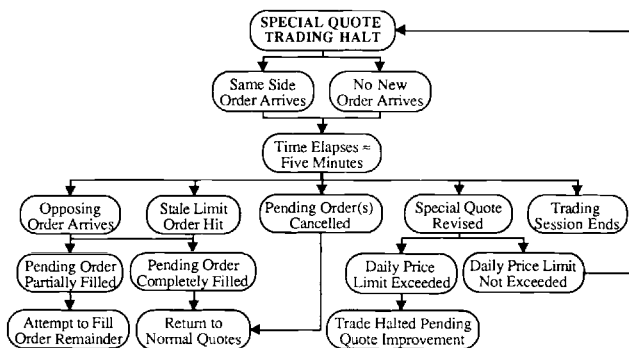 SPECIAL QUOTE
TRADING HALT
Same Side
Order Arrives
No New
Order Arrives
Time Elapses ≈
Five Minutes
Opposing
Order Arrives
Stale Limit
Order Hit
Pending Order(s)
Cancelled
Special Quote
Revised
Trading
Session Ends
Pending Order
Partially Filled
Pending Order
Completely Filled
Daily Price
Limit Exceeded
Daily Price Limit
Not Exceeded
Attempt to Fill
Order Remainder
Return to
Normal Quotes
Trade Halted Pending
Quote Improvement